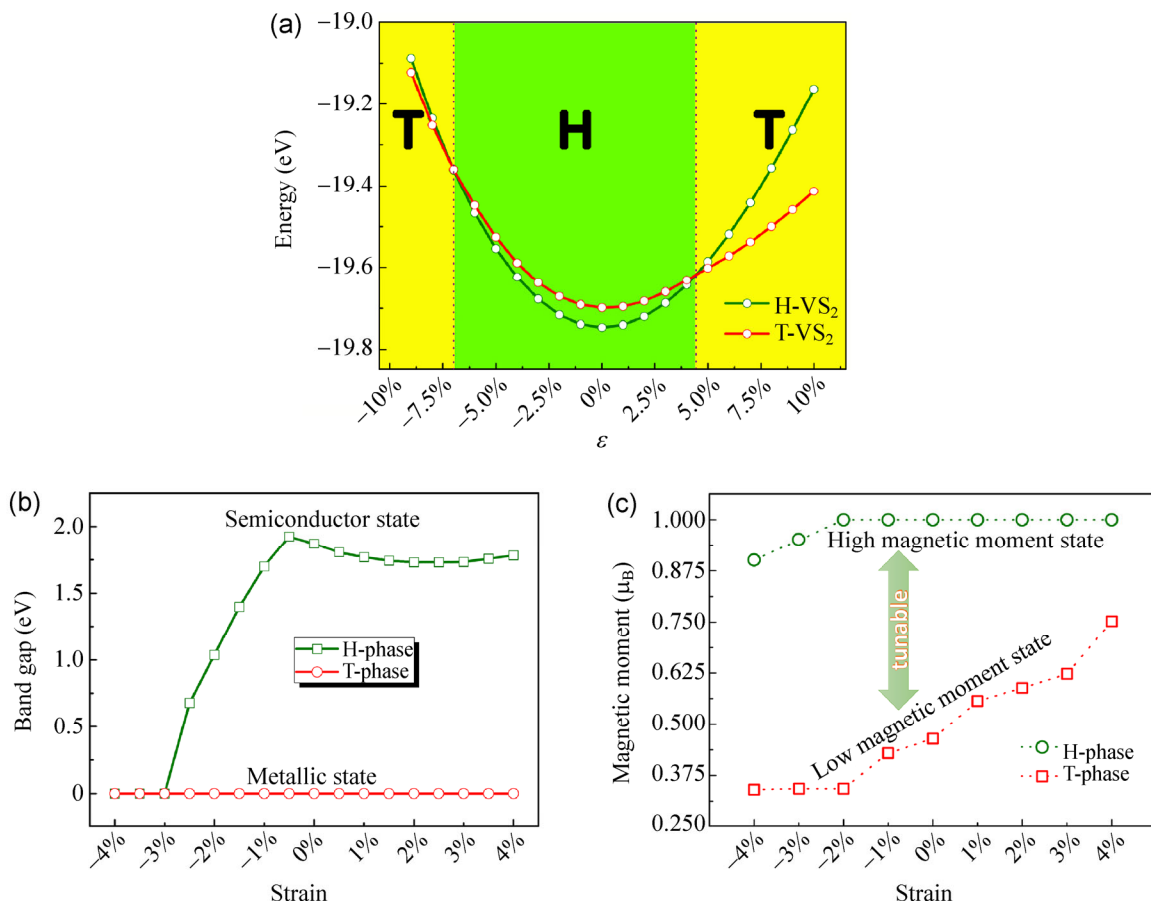 (a)
−19.0
−19.2
−19.4
−19.6
−19.8
Energy (eV)
T
H
T
H-VS₂
T-VS₂
−10%
−7.5%
−5.0%
−2.5%
0%
2.5%
5.0%
7.5%
10%
ε
(b)
2.0
1.5
1.0
0.5
0
Band gap (eV)
Semiconductor state
H-phase
T-phase
Metallic state
−4%
−3%
−2%
−1%
0%
1%
2%
3%
4%
Strain
(c)
1.000
0.875
0.750
0.625
0.500
0.375
0.250
Magnetic moment (μB)
High magnetic moment state
tunable
Low magnetic moment state
H-phase
T-phase
−4%
−3%
−2%
−1%
0%
1%
2%
3%
4%
Strain